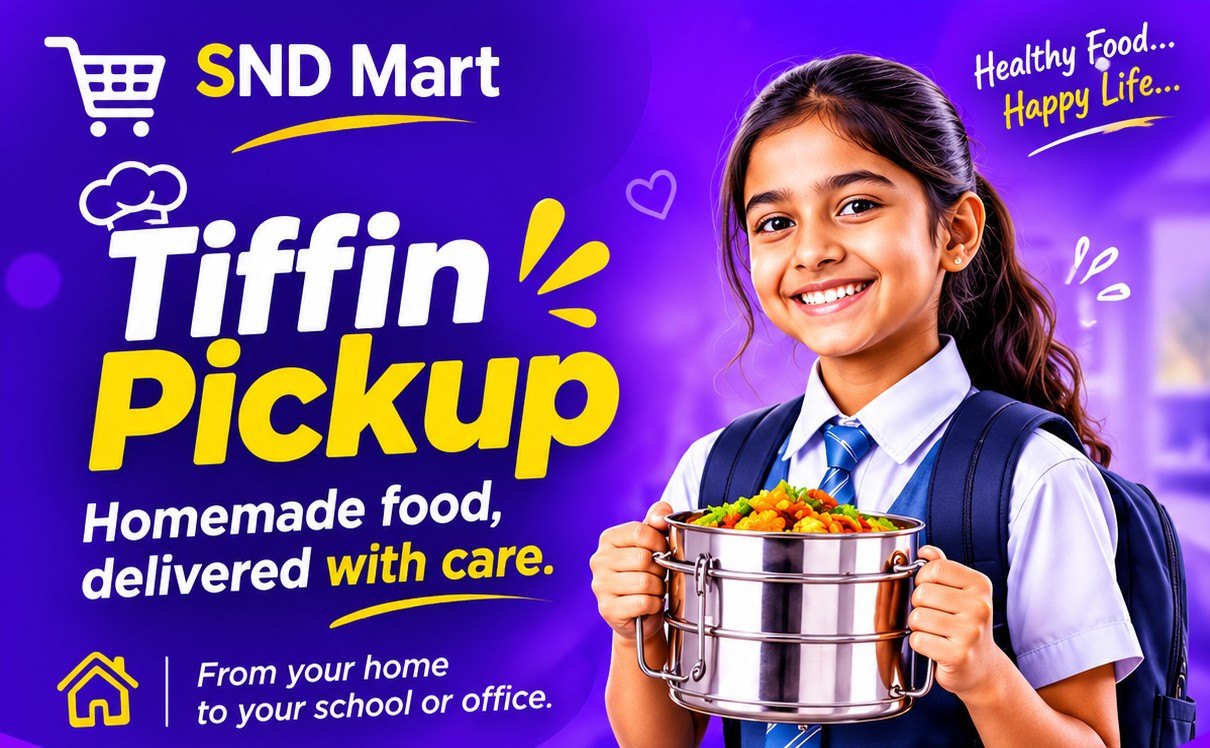 SND Mart
Healthy Food...
Happy Life...
Tiffin
Pickup
Homemade food,
delivered with care.
From your home
to your school or office.